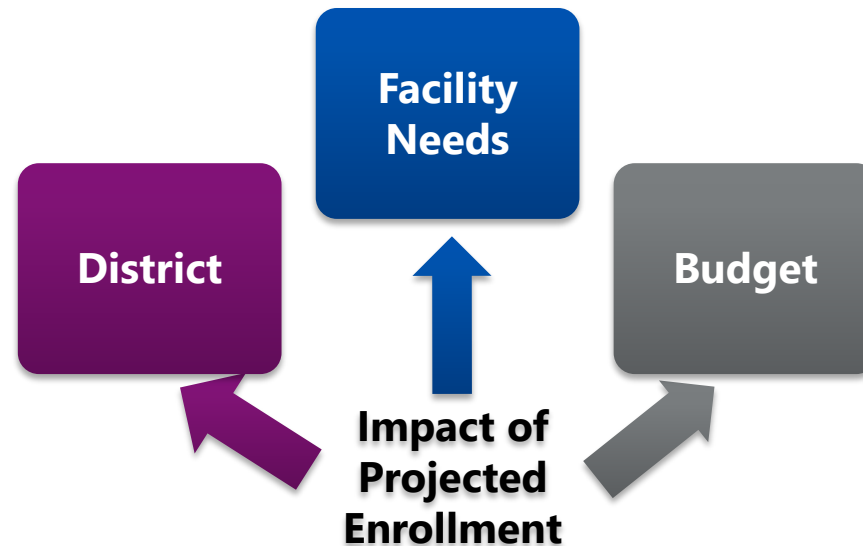 Facility
Needs
District
Budget
Impact of
Projected
Enrollment